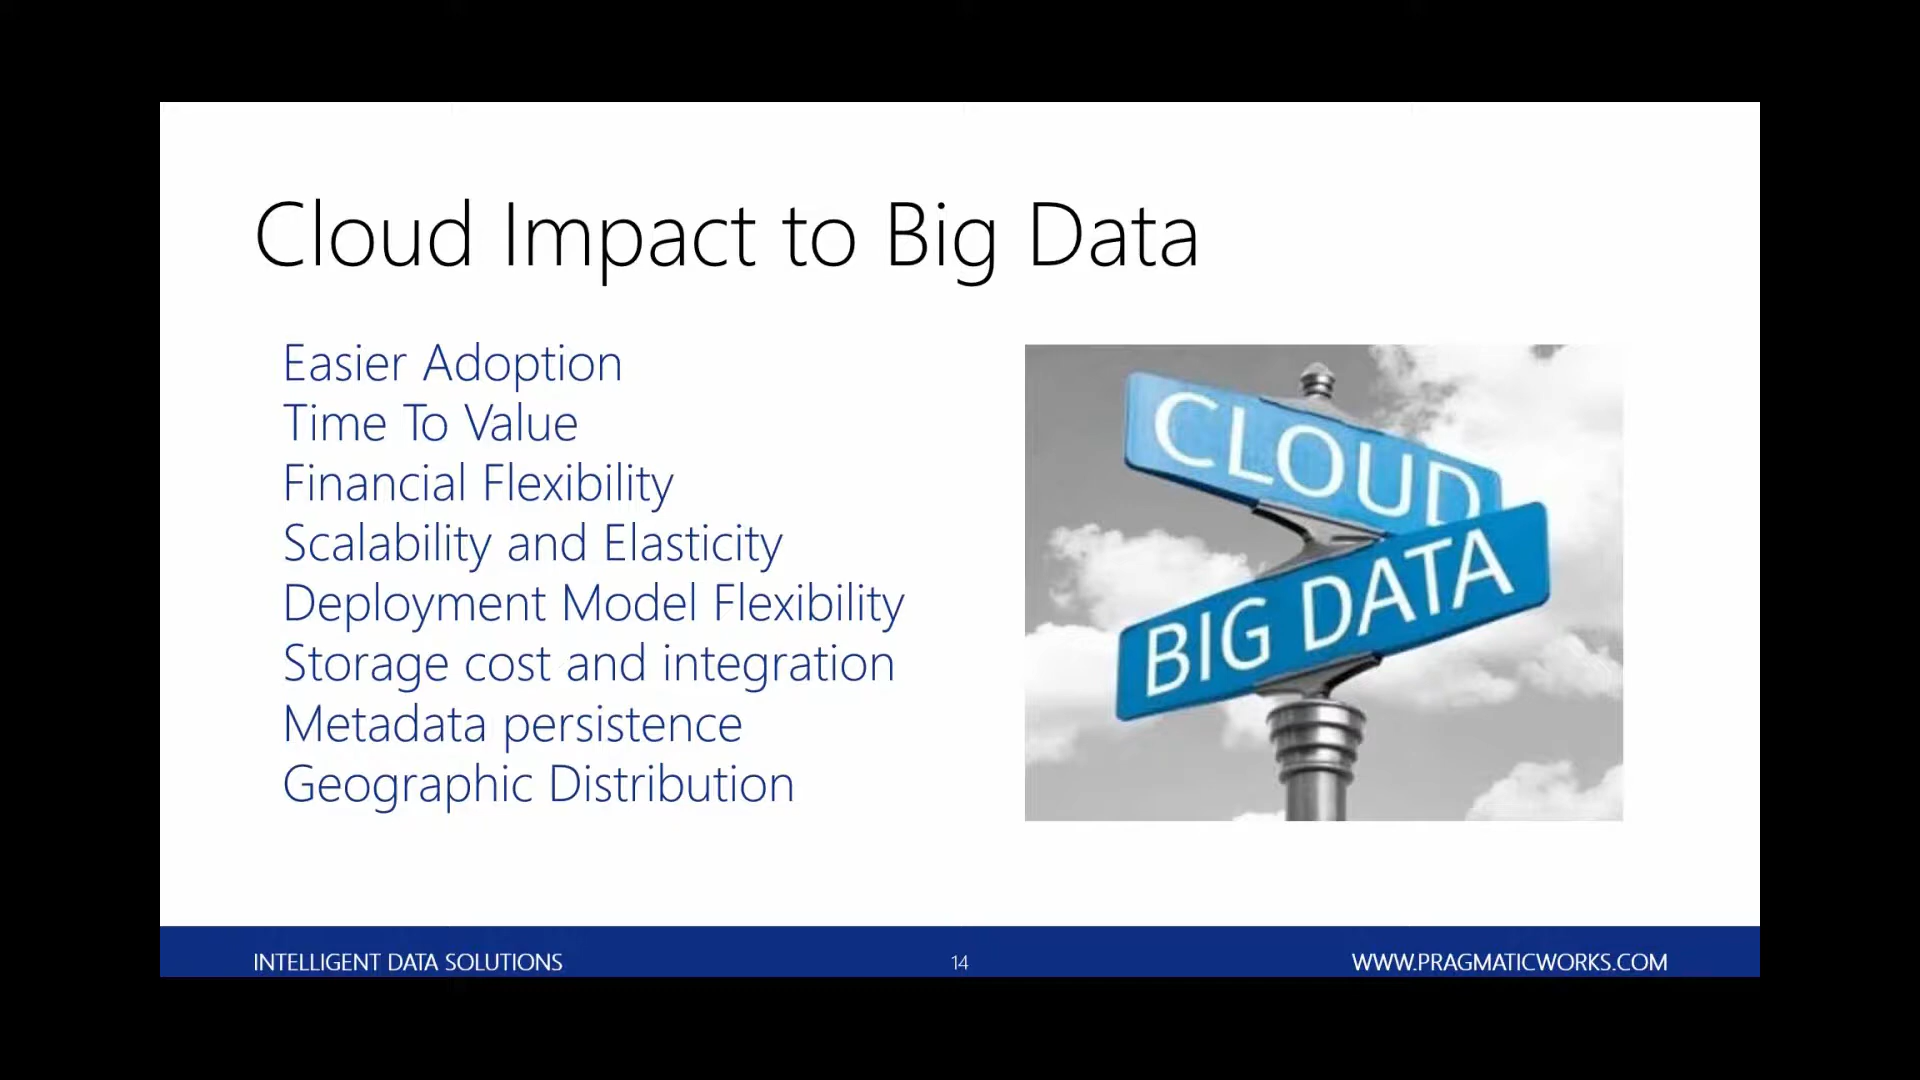 Cloud Impact to Big Data
Easier Adoption
Time To Value
Financial Flexibility
Scalability and Elasticity
Deployment Model Flexibility
Storage cost and integration
Metadata persistence
Geographic Distribution
CLOUD
BIG DATA
INTELLIGENT DATA SOLUTIONS
14
WWW.PRAGMATICWORKS.COM